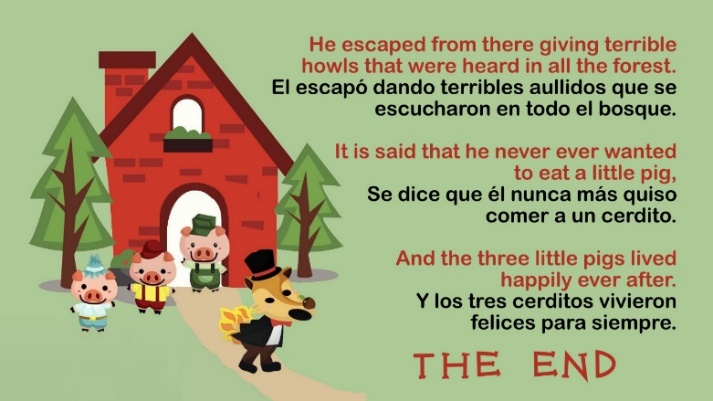 He escaped from there giving terrible
howls that were heard in all the forest.
El escapó dando terribles aullidos que se
escucharon en todo el bosque.
It is said that he never ever wanted
to eat a little pig,
Se dice que él nunca más quiso
comer a un cerdito.
And the three little pigs lived
happily ever after.
Y los tres cerditos vivieron
felices para siempre.
THE END